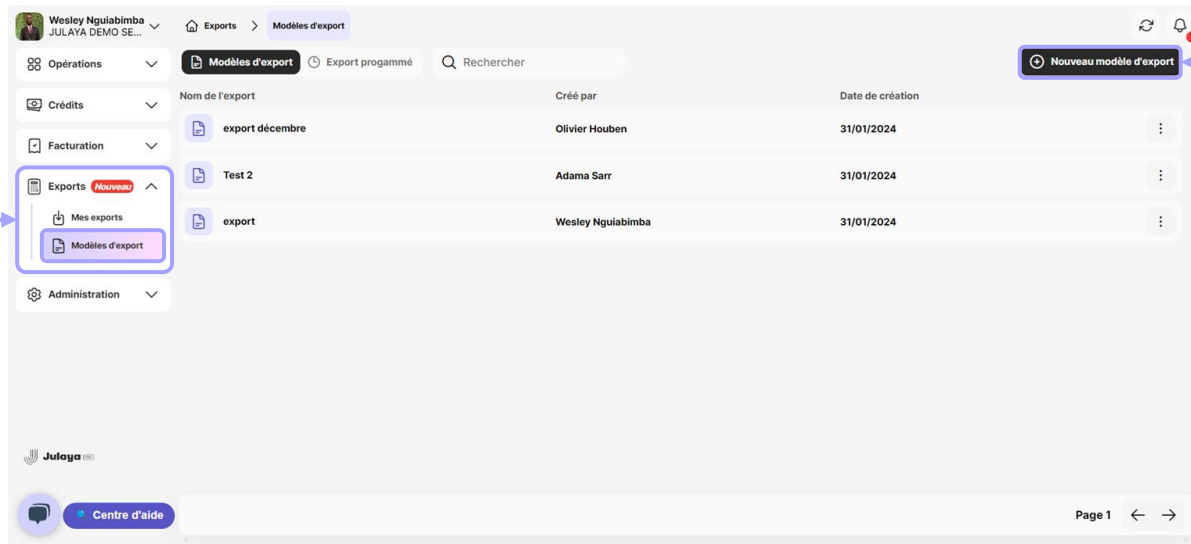 Wesley Nguiabimba
JULAYA DEMO SE...
Exports > Modèles d'export
Opérations
Crédits
Facturation
Exports Nouveau
Mes exports
Modèles d'export
Administration
Modèles d'export
Export progammé
Rechercher
Nouveau modèle d'export
Nom de l'export Créé par Date de création
export décembre Olivier Houben 31/01/2024
Test 2 Adama Sarr 31/01/2024
export Wesley Nguiabimba 31/01/2024
Julaya
Centre d'aide
Page 1